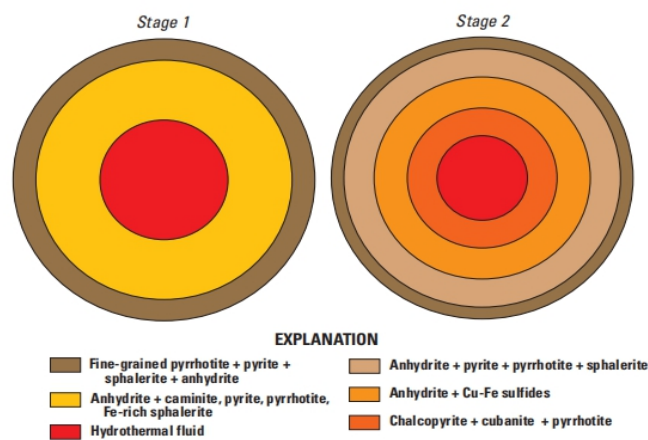 Stage 1
Stage 2
EXPLANATION
Fine-grained pyrrhotite + pyrite +
sphalerite + anhydrite
Anhydrite + caminite, pyrite, pyrrhotite,
Fe-rich sphalerite
Hydrothermal fluid
Anhydrite + pyrite + pyrrhotite + sphalerite
Anhydrite + Cu-Fe sulfides
Chalcopyrite + cubanite + pyrrhotite